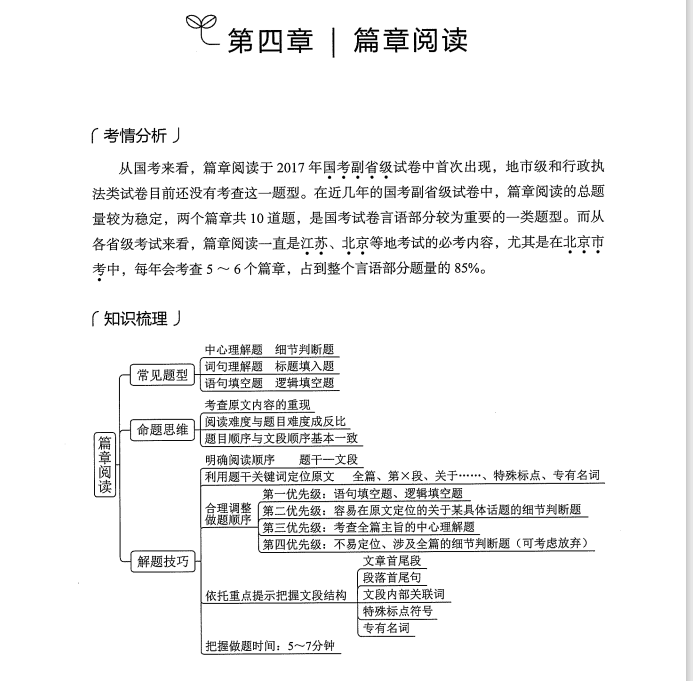 第四章 | 篇章阅读
考情分析
从国考来看，篇章阅读于 2017 年国考副省级试卷中首次出现，地市级和行政执
法类试卷目前还没有考查这一题型。在近几年的国考副省级试卷中，篇章阅读的总题
量较为稳定，两个篇章共 10 道题，是国考试卷言语部分较为重要的一类题型。而从
各省级考试来看，篇章阅读一直是江苏、北京等地考试的必考内容，尤其是在北京市
考中，每年会考查 5 ～ 6 个篇章，占到整个言语部分题量的 85%。
知识梳理
篇章阅读
常见题型
中心理解题 细节判断题
词句理解题 标题填入题
语句填空题 逻辑填空题
命题思维
考查原文内容的重现
阅读难度与题目难度成反比
题目顺序与文段顺序基本一致
解题技巧
明确阅读顺序 题干—文段
利用题干关键词定位原文 全篇、第×段、关于……、特殊标点、专有名词
合理调整
做题顺序
第一优先级：语句填空题、逻辑填空题
第二优先级：容易在原文定位的关于某具体话题的细节判断题
第三优先级：考查全篇主旨的中心理解题
第四优先级：不易定位、涉及全篇的细节判断题（可考虑放弃）
依托重点提示把握文段结构
文章首尾段
段落首尾句
文段内部关联词
特殊标点符号
专有名词
把握做题时间：5～7分钟